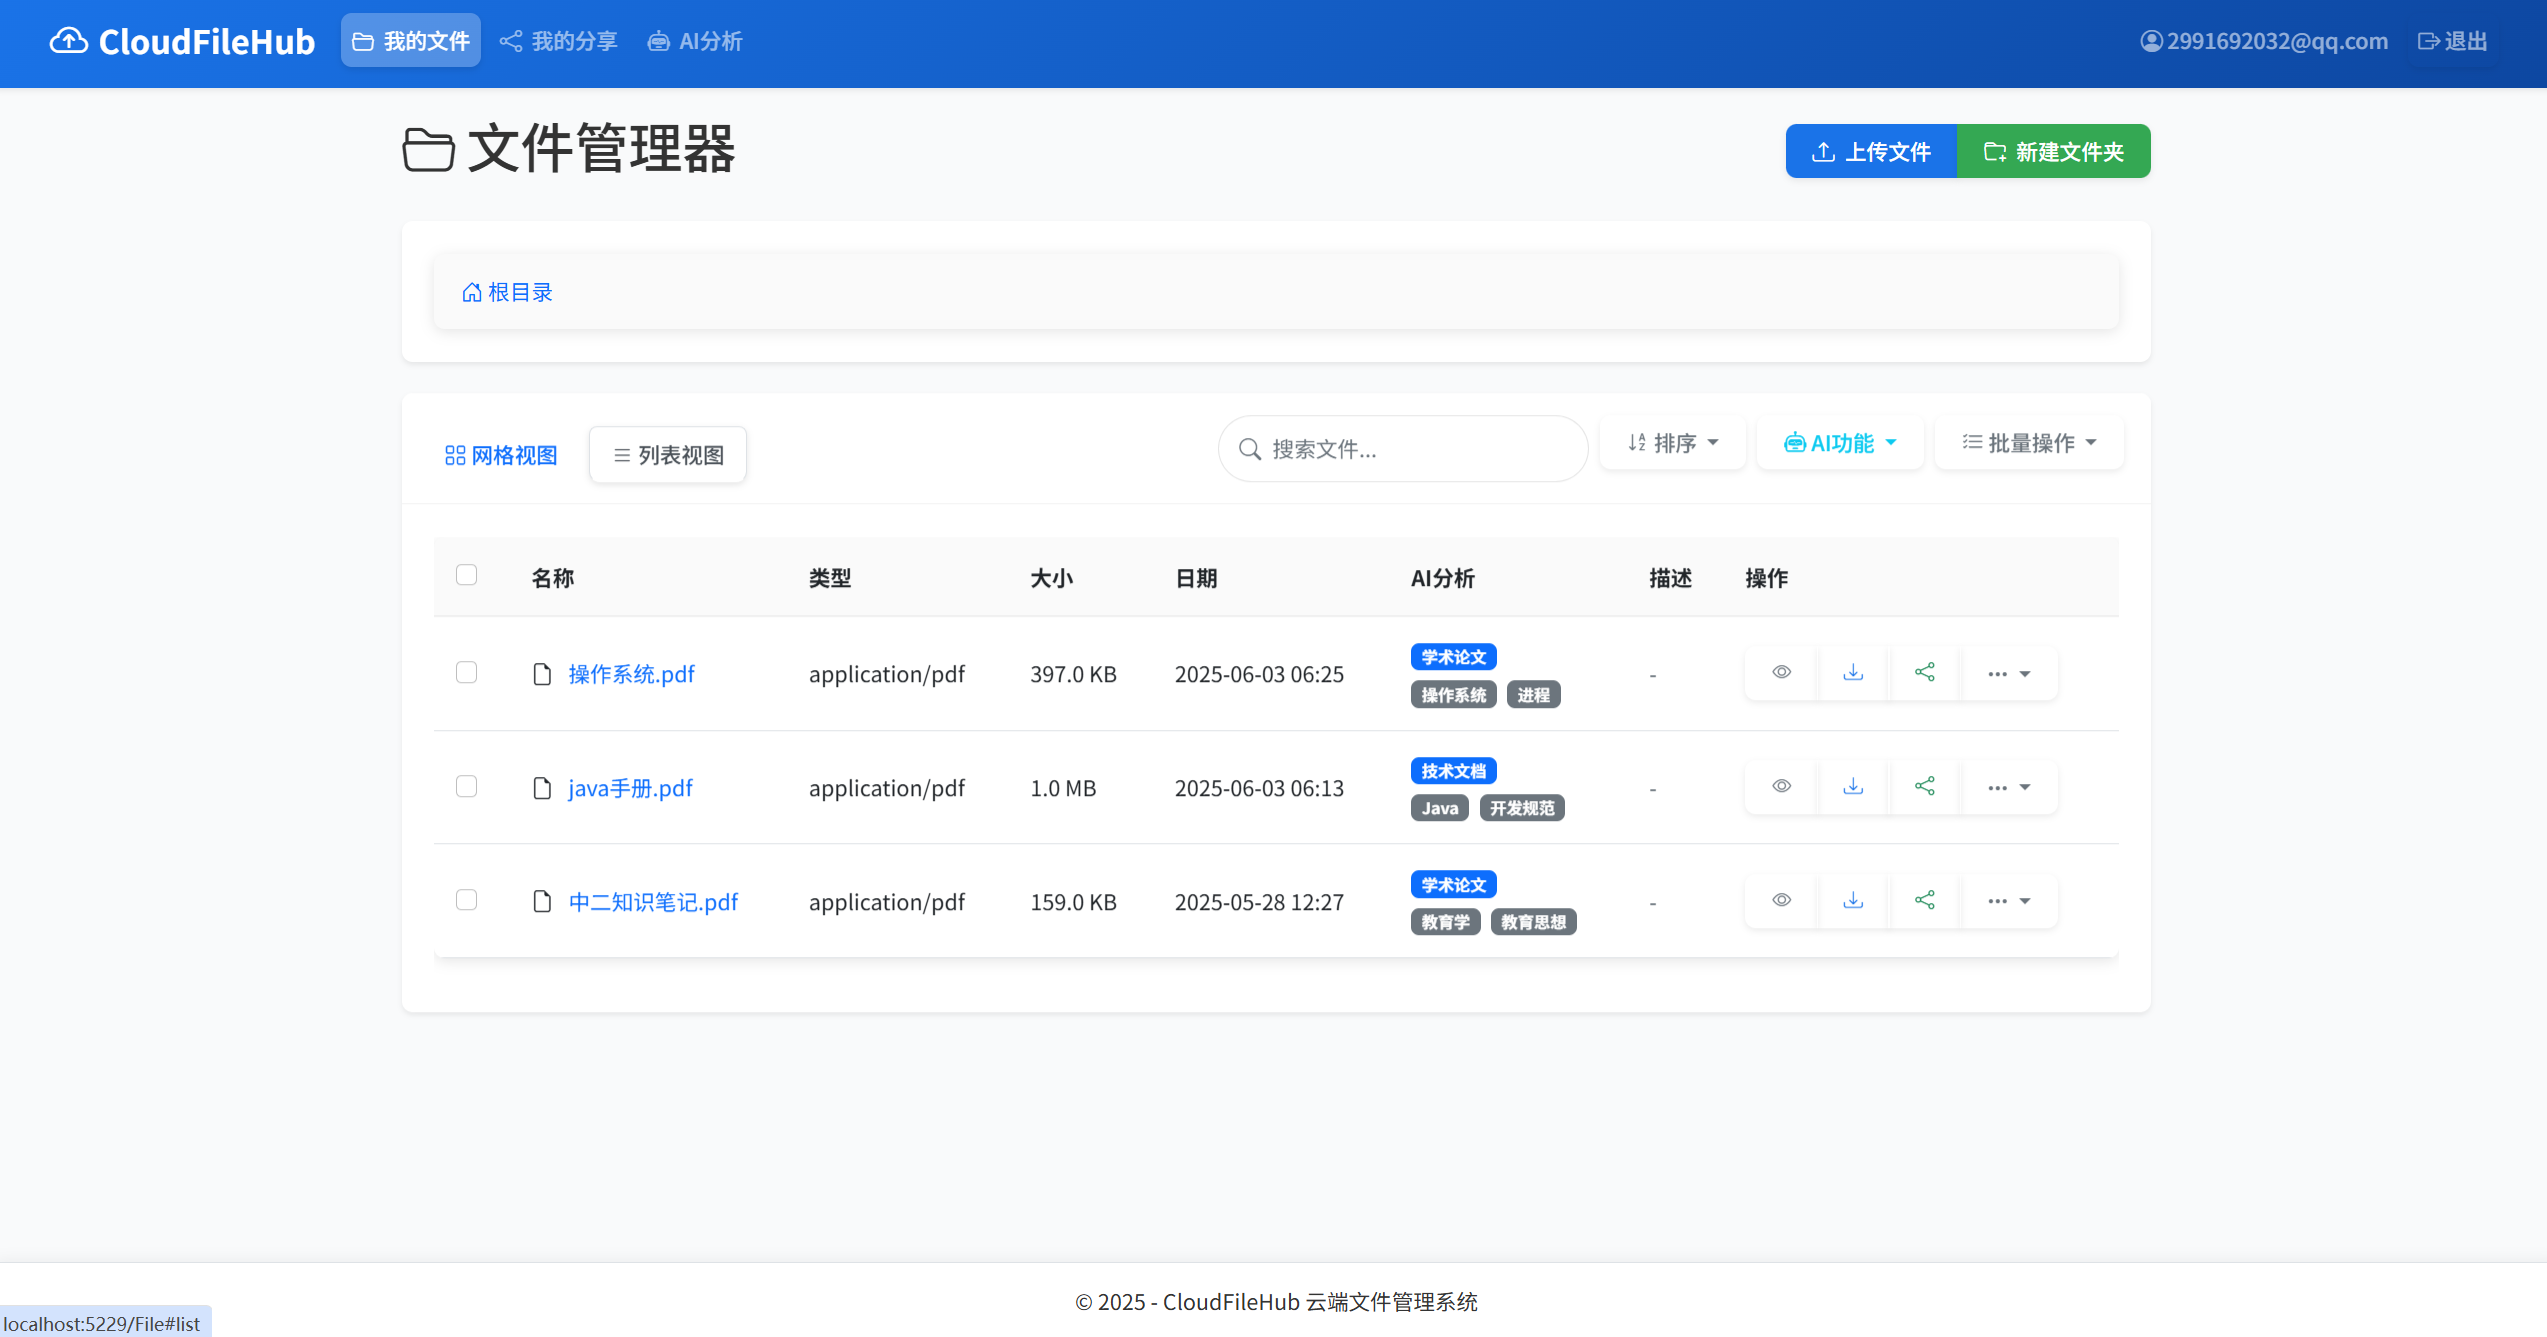 CloudFileHub 我的文件 我的分享 AI分析 2991692032@qq.com 退出
文件管理器 上传文件 新建文件夹
根目录
网格视图 列表视图 搜索文件... 排序 AI功能 批量操作
名称 类型 大小 日期 AI分析 描述 操作
操作系统.pdf application/pdf 397.0 KB 2025-06-03 06:25 学术论文 操作系统 进程 -
java手册.pdf application/pdf 1.0 MB 2025-06-03 06:13 技术文档 Java 开发规范 -
中二知识笔记.pdf application/pdf 159.0 KB 2025-05-28 12:27 学术论文 教育学 教育思想 -
© 2025 - CloudFileHub 云端文件管理系统
localhost:5229/File#list